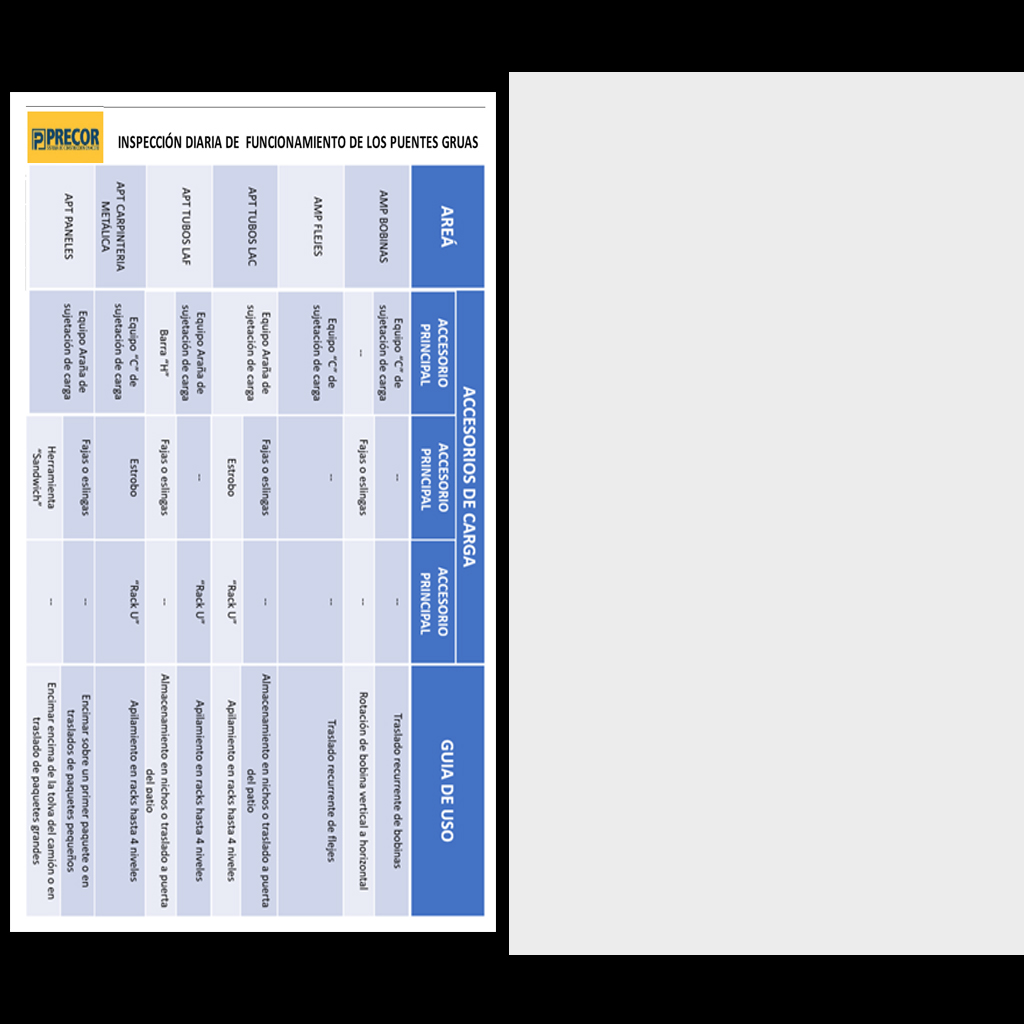 PRECOR
INSPECCIÓN DIARIA DE FUNCIONAMIENTO DE LOS PUENTES GRUAS
AREÁ
ACCESORIOS DE CARGA
GUIA DE USO
ACCESORIO
PRINCIPAL
ACCESORIO
PRINCIPAL
ACCESORIO
PRINCIPAL
AMP BOBINAS
Equipo "C" de
sujetación de carga
--
--
Traslado recurrente de bobinas
--
Fajas o eslingas
--
Rotación de bobina vertical a horizontal
AMP FLEJES
Equipo "C" de
sujetación de carga
--
--
Traslado recurrente de flejes
APT TUBOS LAC
Equipo Araña de
sujetación de carga
Fajas o eslingas
--
Almacenamiento en nichos o traslado a puerta
del patio
Estrobo
"Rack U"
Apilamiento en racks hasta 4 niveles
APT TUBOS LAF
Equipo Araña de
sujetación de carga
--
"Rack U"
Apilamiento en racks hasta 4 niveles
Barra "H"
Fajas o eslingas
--
Almacenamiento en nichos o traslado a puerta
del patio
APT CARPINTERIA
METÁLICA
Equipo "C" de
sujetación de carga
Estrobo
"Rack U"
Apilamiento en racks hasta 4 niveles
APT PANELES
Equipo Araña de
sujetación de carga
Fajas o eslingas
--
Encimar sobre un primer paquete o en
traslados de paquetes pequeños
Herramienta
"Sandwich"
--
Encimar encima de la tolva del camión o en
traslado de paquetes grandes